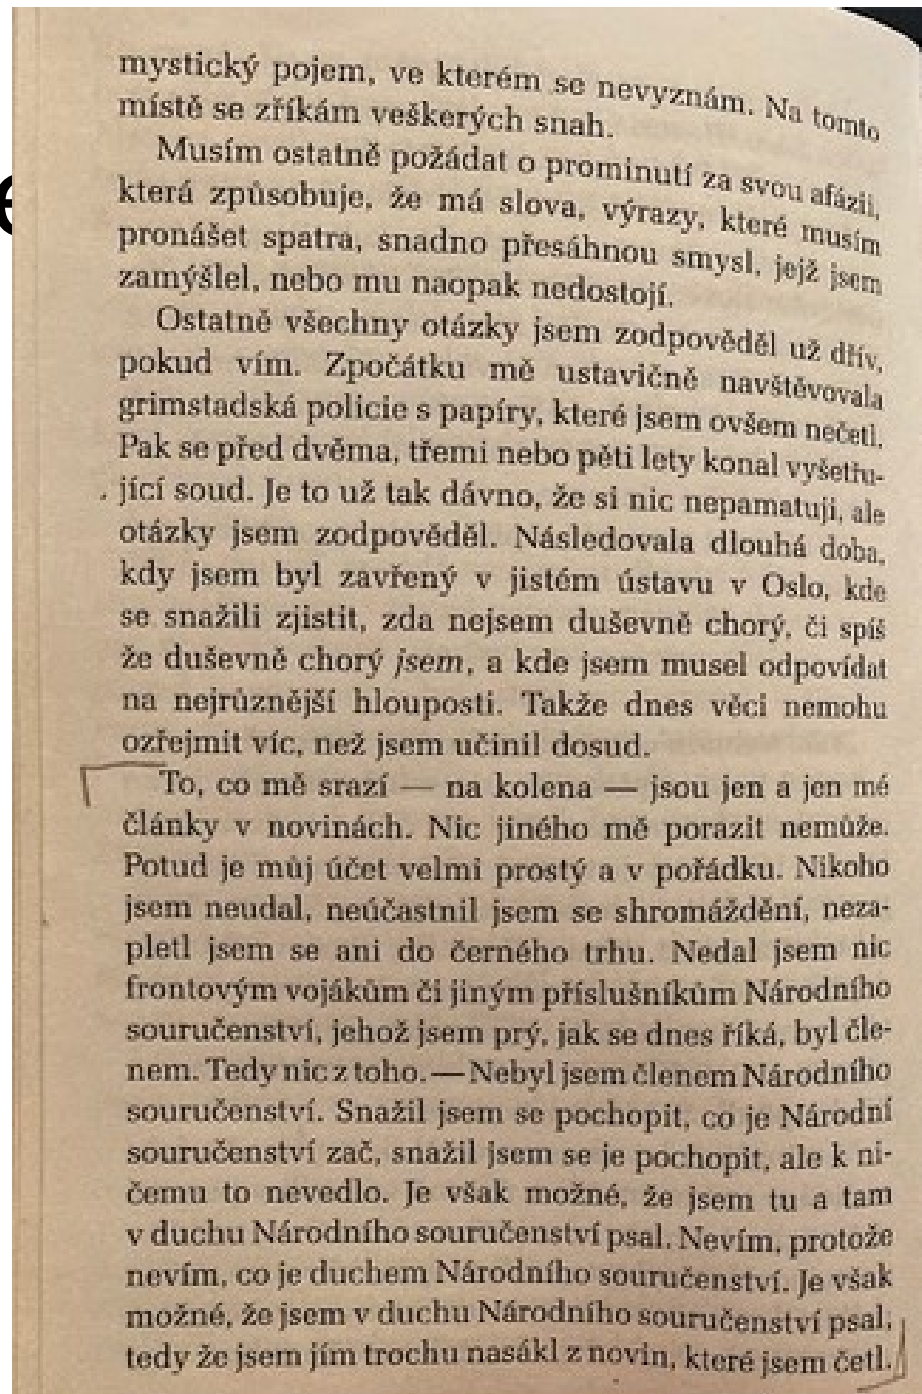 mystický pojem, ve kterém se nevyznám. Na tomto
místě se zříkám veškerých snah.
Musím ostatně požádat o prominutí za svou afázii,
která způsobuje, že má slova, výrazy, které musím
pronášet spatra, snadno přesáhnou smysl, jejž jsem
zamýšlel, nebo mu naopak nedostojí.
Ostatně všechny otázky jsem zodpověděl už dřív,
pokud vím. Zpočátku mě ustavičně navštěvovala
grimstadská policie s papíry, které jsem ovšem nečetl.
Pak se před dvěma, třemi nebo pěti lety konal vyšetřu-
jící soud. Je to už tak dávno, že si nic nepamatuji, ale
otázky jsem zodpověděl. Následovala dlouhá doba,
kdy jsem byl zavřený v jistém ústavu v Oslo, kde
se snažili zjistit, zda nejsem duševně chorý, či spíš
že duševně chorý jsem, a kde jsem musel odpovídat
na nejrůznější hlouposti. Takže dnes věci nemohu
ozřejmit víc, než jsem učinil dosud.
To, co mě srazí — na kolena — jsou jen a jen mé
články v novinách. Nic jiného mě porazit nemůže.
Potud je můj účet velmi prostý a v pořádku. Nikoho
jsem neudal, neúčastnil jsem se shromáždění, neza-
pletl jsem se ani do černého trhu. Nedal jsem nic
frontovým vojákům či jiným příslušníkům Národního
souručenství, jehož jsem prý, jak se dnes říká, byl čle-
nem. Tedy nic z toho. — Nebyl jsem členem Národního
souručenství. Snažil jsem se pochopit, co je Národní
souručenství zač, snažil jsem se je pochopit, ale k ni-
čemu to nevedlo. Je však možné, že jsem tu a tam
v duchu Národního souručenství psal. Nevím, protože
nevím, co je duchem Národního souručenství. Je však
možné, že jsem v duchu Národního souručenství psal,
tedy že jsem jím trochu nasákl z novin, které jsem četl.